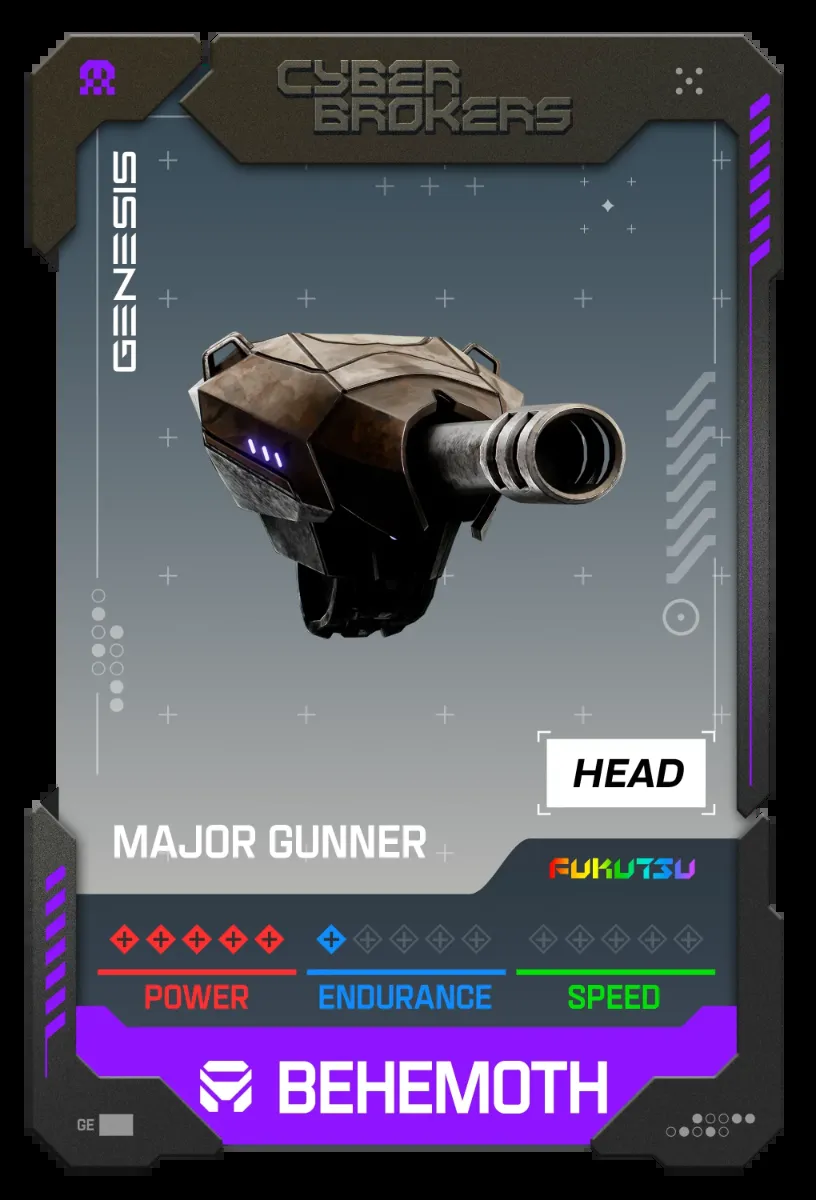 CYBER
BROKERS
GENESIS
HEAD
MAJOR GUNNER
FUKUTSU
POWER
ENDURANCE
SPEED
BEHEMOTH
GE